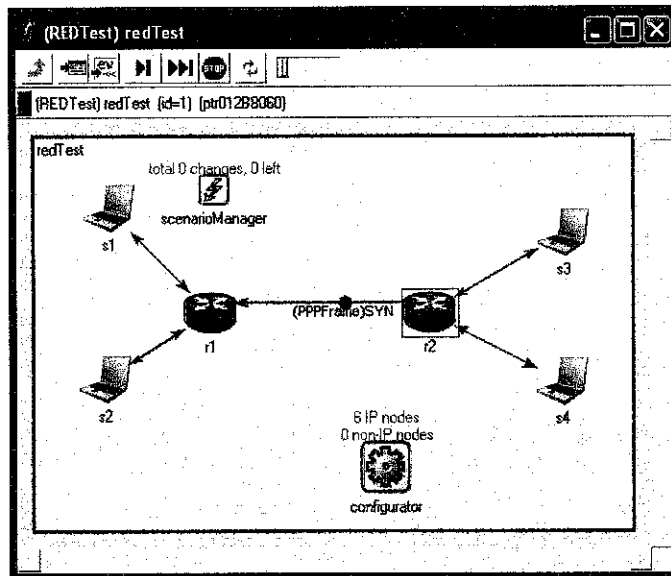 (REDTest) redTest
STOP
(REDTest) redTest (id=1) (ptr012B8060)
redTest
total 0 changes, 0 left
scenarioManager
s1
s3
(PPPFrame)SYN
r1
r2
s2
s4
6 IP nodes
0 non-IP nodes
configurator